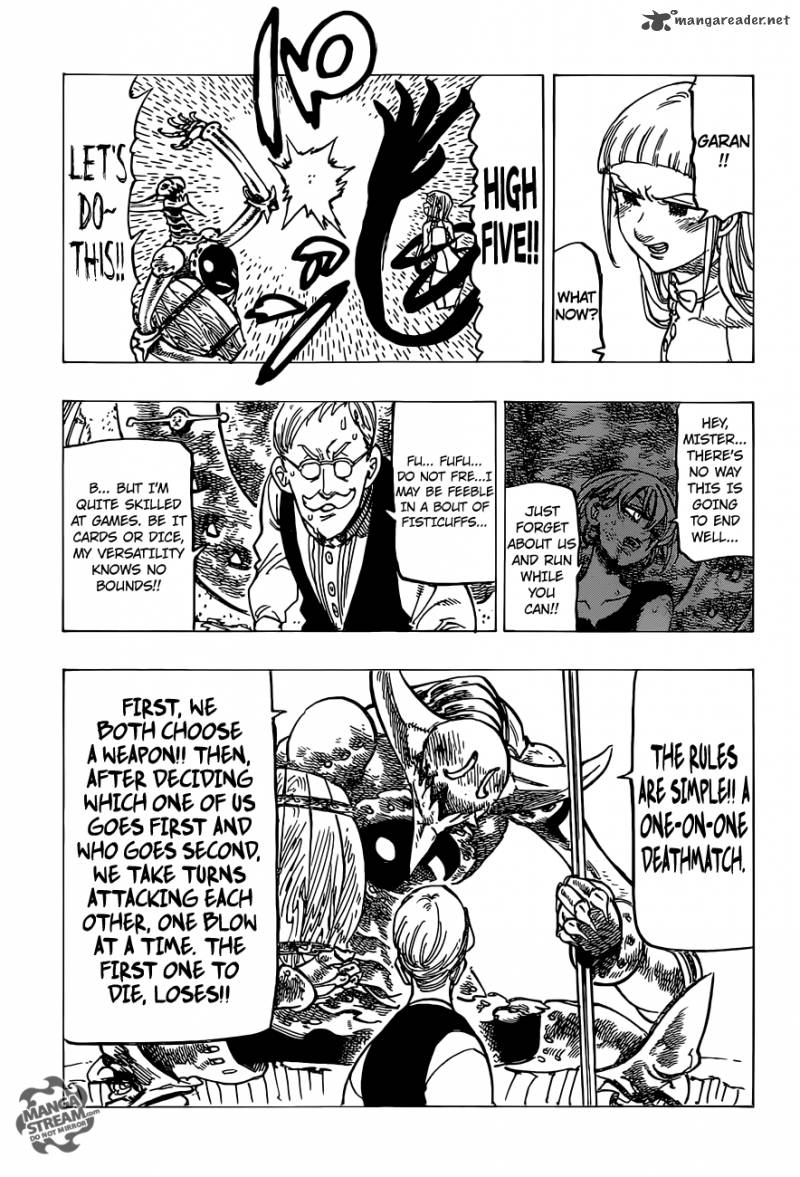 mangareader.net
GARAN
!!
WHAT
NOW?
HIGH
FIVE!!
LET'S
DO~
THIS!!
HEY,
MISTER...
THERE'S
NO WAY
THIS IS
GOING
TO END
WELL...
JUST
FORGET
ABOUT US
AND RUN
WHILE
YOU
CAN!!
FU... FUFU...
DO NOT FRE...I
MAY BE FEEBLE
IN A BOUT OF
FISTICUFFS...
B... BUT I'M
QUITE SKILLED
AT GAMES. BE IT
CARDS OR DICE,
MY VERSATILITY
KNOWS NO
BOUNDS!!
THE RULES
ARE SIMPLE!! A
ONE-ON-ONE
DEATHMATCH.
FIRST, WE
BOTH CHOOSE
A WEAPON!! THEN,
AFTER DECIDING
WHICH ONE OF US
GOES FIRST AND
WHO GOES SECOND,
WE TAKE TURNS
ATTACKING EACH
OTHER, ONE BLOW
AT A TIME. THE
FIRST ONE TO
DIE, LOSES!!
MANGA
STREAM.com
DO NOT MIRROR